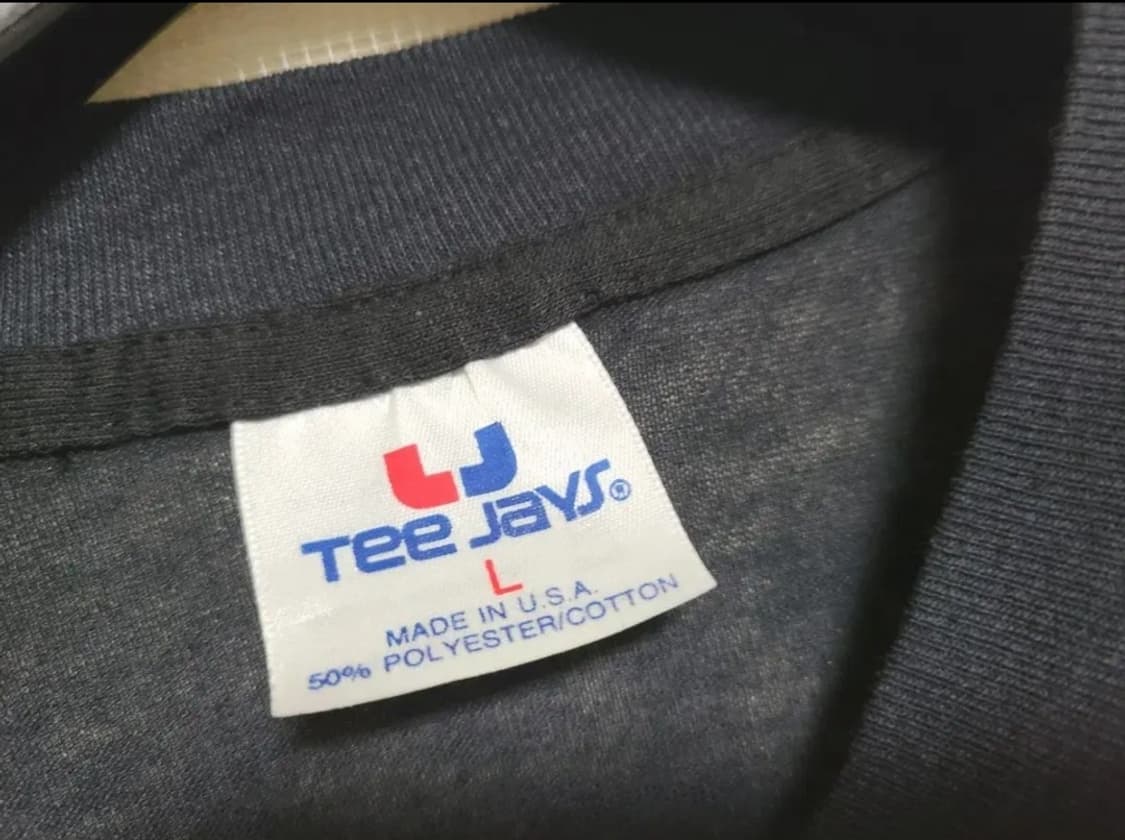 Tee Jays®
L
MADE IN U.S.A.
50% POLYESTER/COTTON